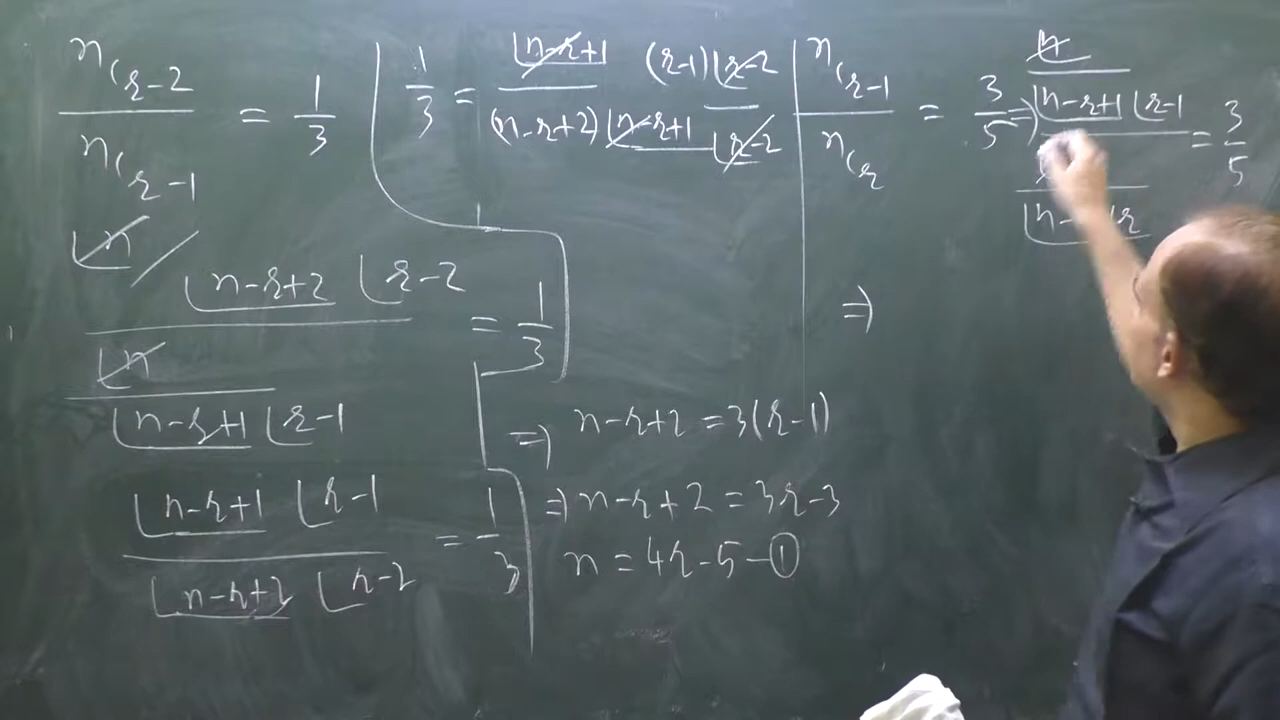 n(r-2 / n(r-1 = 1/3
⌊n / ⌊n-r+2 ⌊r-2
⌊n / ⌊n-r+1 ⌊r-1 = 1/3
⌊n-r+1 ⌊r-1 / ⌊n-r+2 ⌊r-2 = 1/3
1/3 = ⌊n-r+1 / (n-r+2)⌊n-r+1 (r-1)⌊r-2 / ⌊r-2
⇒ n-r+2 = 3(r-1)
⇒ n-r+2 = 3r-3
n = 4r-5 - ①
n(r-1 / n(r = 3/5
⇒ ⌊n / ⌊n-r+1 ⌊r-1
⌊n- r = 3/5
⇒